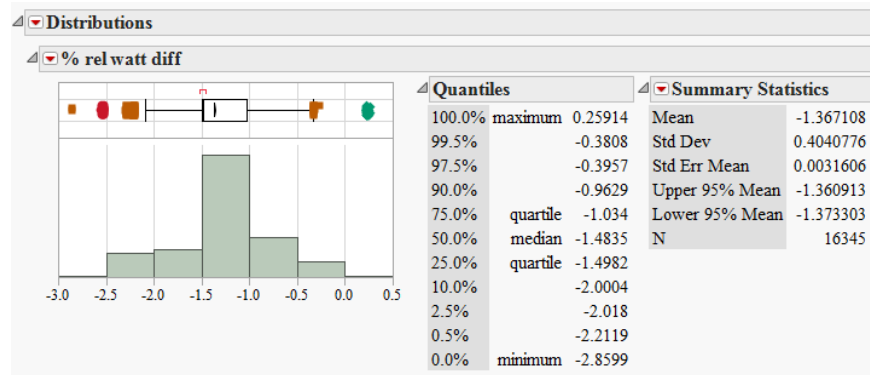 Distributions
% rel watt diff
-3.0 -2.5 -2.0 -1.5 -1.0 -0.5 0.0 0.5
Quantiles
100.0% maximum 0.25914
99.5% -0.3808
97.5% -0.3957
90.0% -0.9629
75.0% quartile -1.034
50.0% median -1.4835
25.0% quartile -1.4982
10.0% -2.0004
2.5% -2.018
0.5% -2.2119
0.0% minimum -2.8599
Summary Statistics
Mean -1.367108
Std Dev 0.4040776
Std Err Mean 0.0031606
Upper 95% Mean -1.360913
Lower 95% Mean -1.373303
N 16345